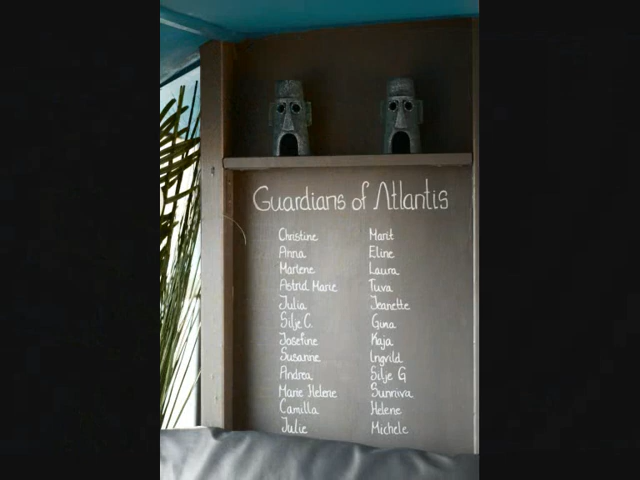 Guardians of Atlantis
Christine
Anna
Marlene
Astrid Marie
Julia
Silje C.
Josefine
Susanne
Andrea
Marie Helene
Camilla
Julie
Marit
Eline
Laura
Tuva
Jeanette
Gina
Kaja
Ingvild
Silje G
Sunniva
Helene
Michele